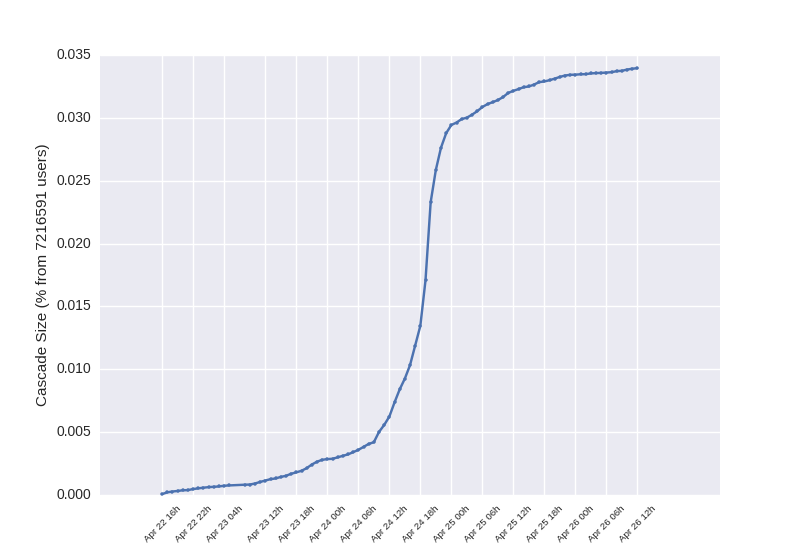 0.035
0.030
0.025
0.020
0.015
0.010
0.005
0.000
Cascade Size (% from 7216591 users)
Apr 22 16h
Apr 22 22h
Apr 23 04h
Apr 23 12h
Apr 23 18h
Apr 24 00h
Apr 24 06h
Apr 24 12h
Apr 24 18h
Apr 25 00h
Apr 25 06h
Apr 25 12h
Apr 25 18h
Apr 26 00h
Apr 26 06h
Apr 26 12h